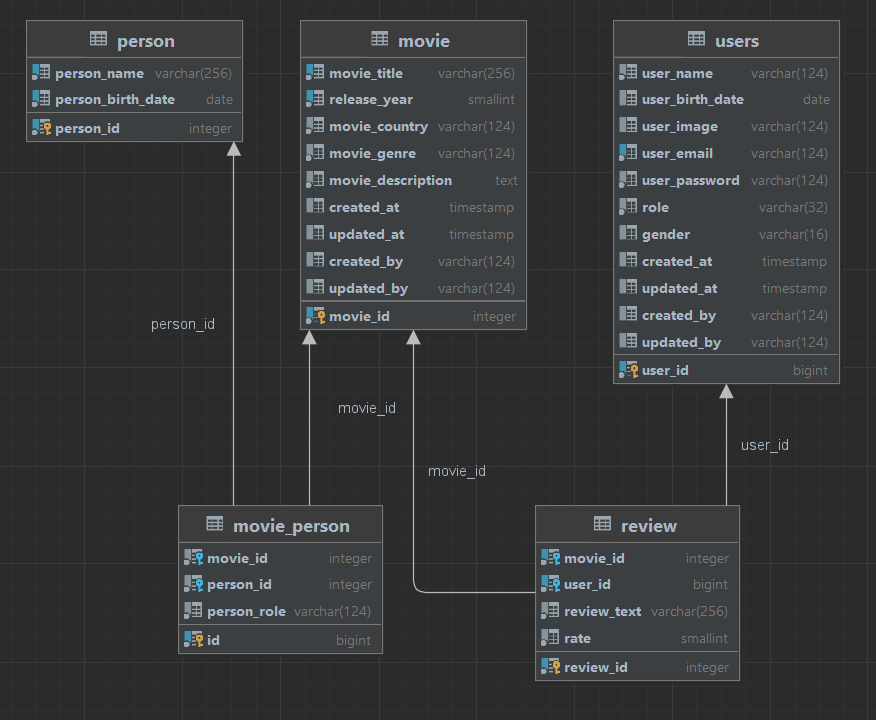 person
person_name varchar(256)
person_birth_date date
person_id integer
movie
movie_title varchar(256)
release_year smallint
movie_country varchar(124)
movie_genre varchar(124)
movie_description text
created_at timestamp
updated_at timestamp
created_by varchar(124)
updated_by varchar(124)
movie_id integer
users
user_name varchar(124)
user_birth_date date
user_image varchar(124)
user_email varchar(124)
user_password varchar(124)
role varchar(32)
gender varchar(16)
created_at timestamp
updated_at timestamp
created_by varchar(124)
updated_by varchar(124)
user_id bigint
person_id
movie_id
movie_id
user_id
movie_person
movie_id integer
person_id integer
person_role varchar(124)
id bigint
review
movie_id integer
user_id bigint
review_text varchar(256)
rate smallint
review_id integer